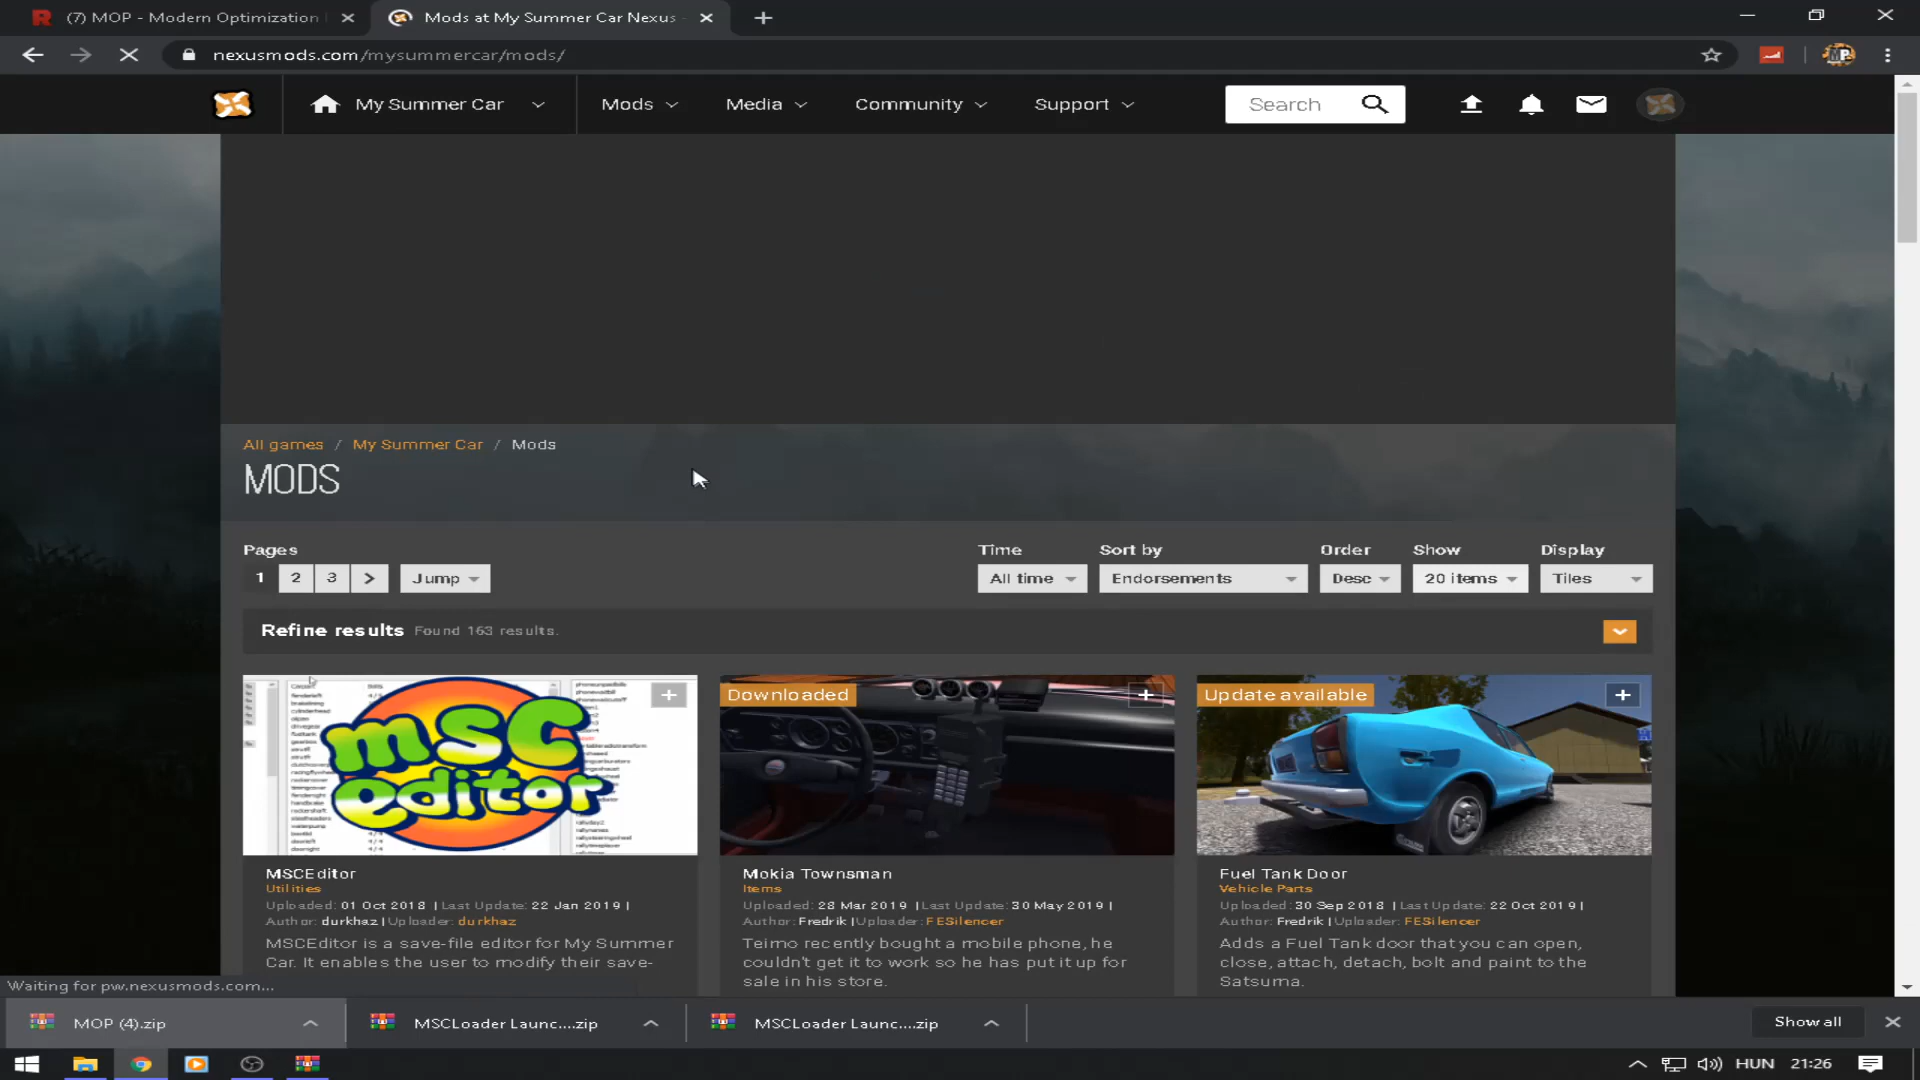 (7) MOP - Modern Optimization
Mods at My Summer Car Nexus
nexusmods.com/mysummercar/mods/
My Summer Car
Mods
Media
Community
Support
Search
All games / My Summer Car / Mods
MODS
Pages
1 2 3 > Jump
Time
Sort by
Order
Show
Display
All time
Endorsements
Desc
20 items
Tiles
Refine results Found 163 results.
msc editor
Downloaded
Update available
MSCEditor
Utilities
Uploaded: 01 Oct 2018 | Last Update: 22 Jan 2019 |
Author: durkhaz | Uploader: durkhaz
MSCEditor is a save-file editor for My Summer
Car. It enables the user to modify their save-
Mokia Townsman
Items
Uploaded: 28 Mar 2019 | Last Update: 30 May 2019 |
Author: Fredrik | Uploader: FESilencer
Teimo recently bought a mobile phone, he
couldn't get it to work so he has put it up for
sale in his store.
Fuel Tank Door
Vehicle Parts
Uploaded: 30 Sep 2018 | Last Update: 22 Oct 2019 |
Author: Fredrik | Uploader: FESilencer
Adds a Fuel Tank door that you can open,
close, attach, detach, bolt and paint to the
Satsuma.
Waiting for pw.nexusmods.com...
MOP (4).zip
MSCLoader Launc....zip
MSCLoader Launc....zip
Show all
HUN
21:26